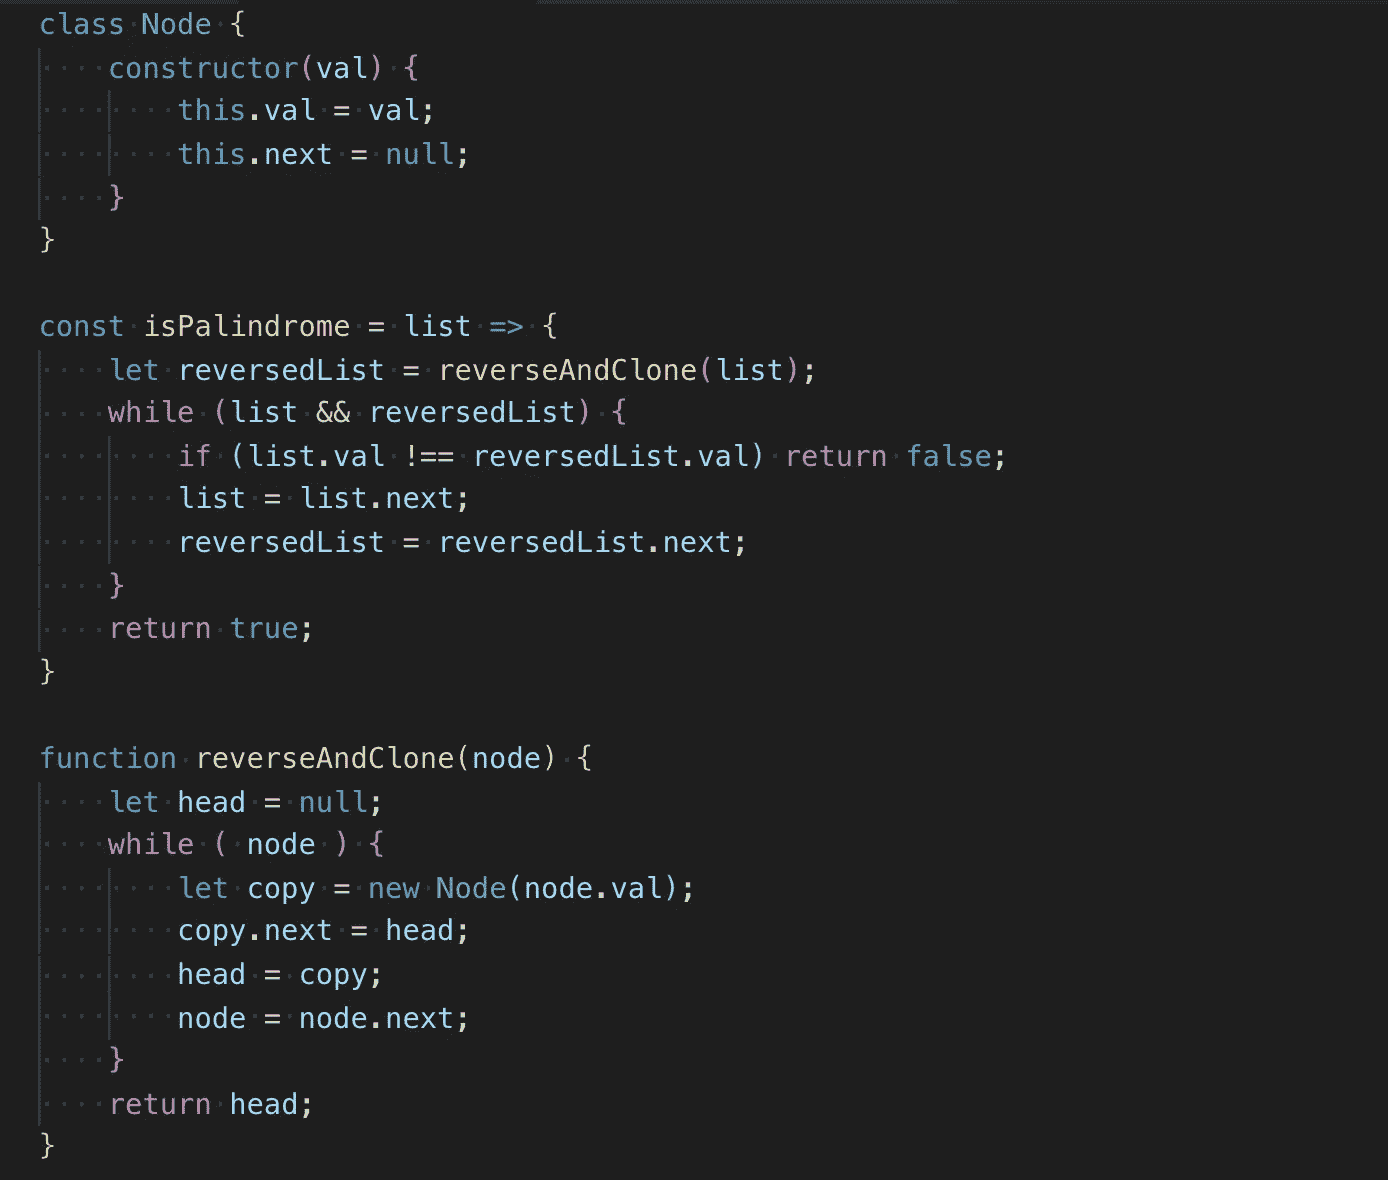 class Node {
    constructor(val) {
        this.val = val;
        this.next = null;
    }
}

const isPalindrome = list => {
    let reversedList = reverseAndClone(list);
    while (list && reversedList) {
        if (list.val !== reversedList.val) return false;
        list = list.next;
        reversedList = reversedList.next;
    }
    return true;
}

function reverseAndClone(node) {
    let head = null;
    while ( node ) {
        let copy = new Node(node.val);
        copy.next = head;
        head = copy;
        node = node.next;
    }
    return head;
}